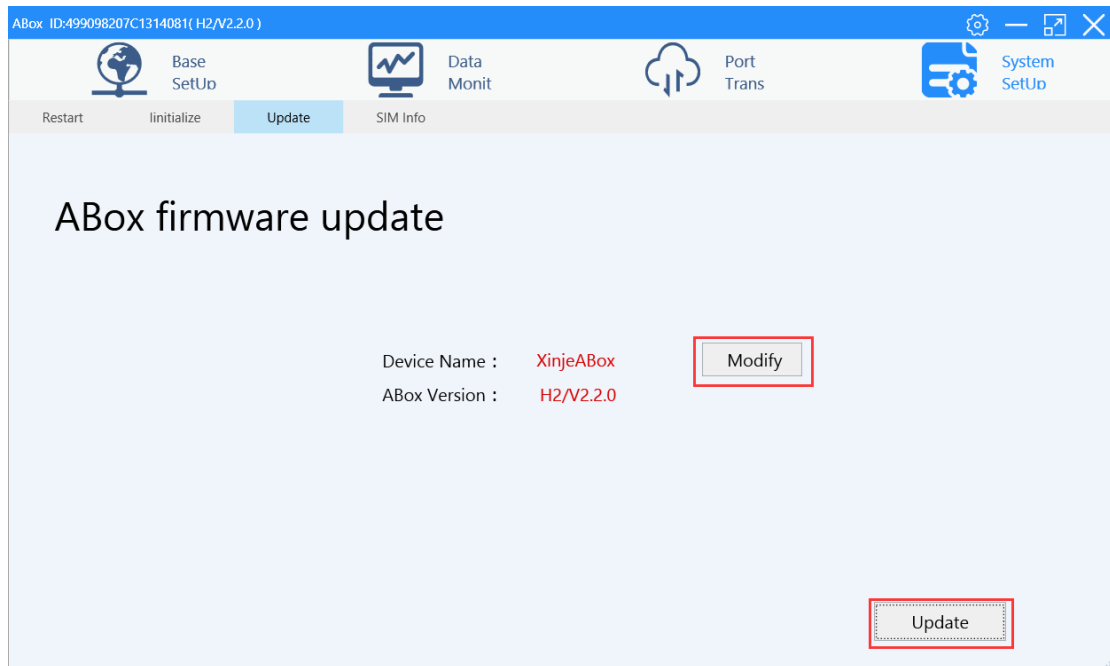 ABox ID:499098207C1314081( H2/V2.2.0 )
Base
SetUp
Data
Monit
Port
Trans
System
SetUp
Restart
Iinitialize
Update
SIM Info
ABox firmware update
Device Name：
XinjeABox
Modify
ABox Version：
H2/V2.2.0
Update